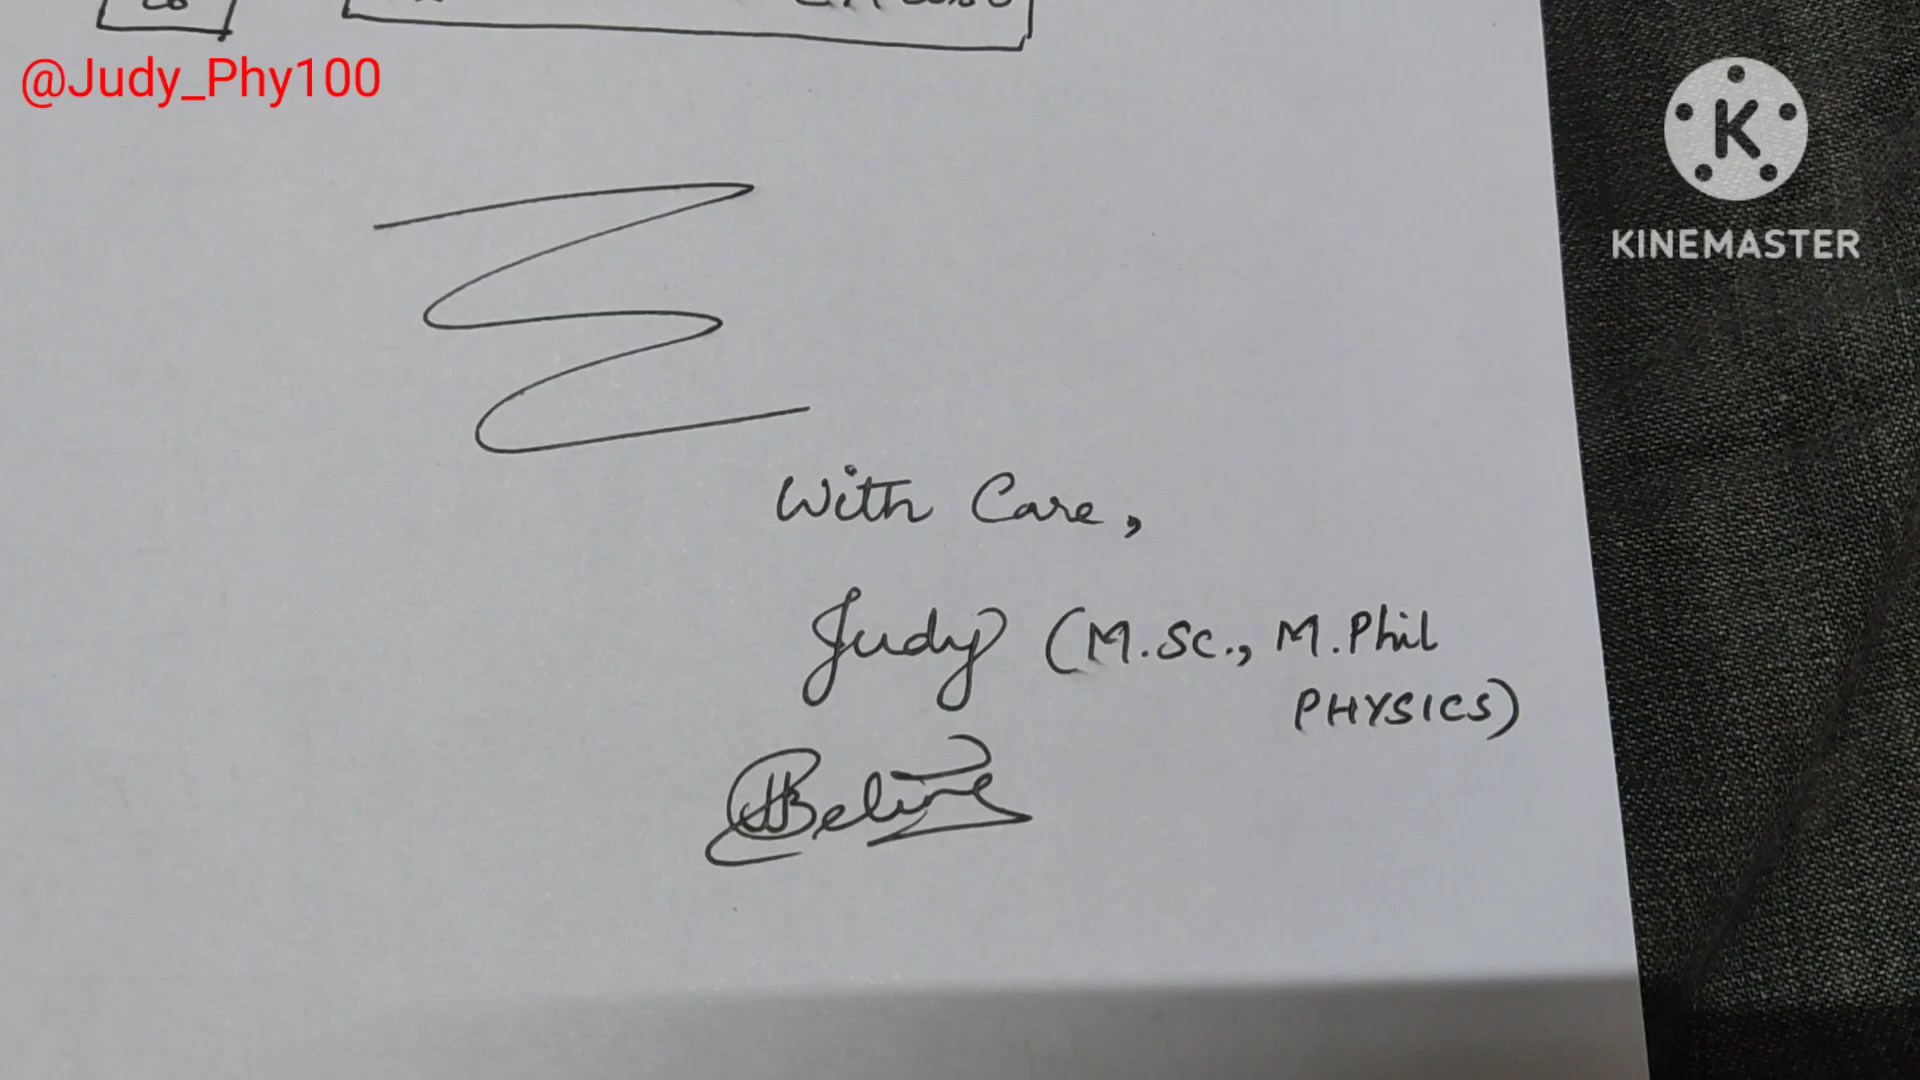 @Judy_Phy100
K
KINEMASTER
With Care,
Judy (M.Sc., M.Phil
PHYSICS)